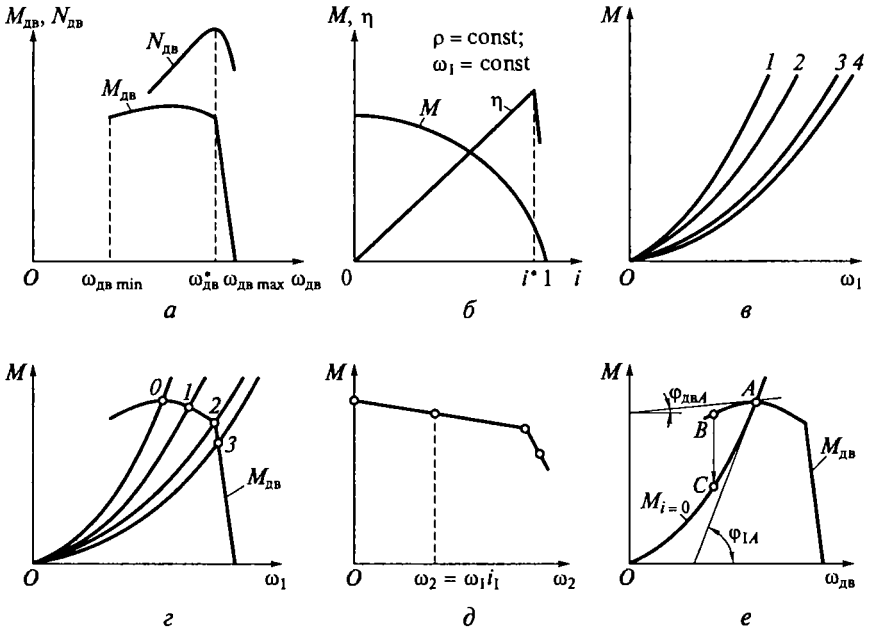 M_дв, N_дв
N_дв
M_дв
O
ω_дв min
ω*_дв
ω_дв max
ω_дв
а
M, η
ρ = const;
ω_1 = const
M
η
0
i*
1
i
б
M
1
2
3
4
O
ω_1
в
M
0
1
2
3
M_дв
O
ω_1
г
M
O
ω_2 = ω_1i_1
ω_2
д
M
φ_двA
A
B
C
M_i=0
M_дв
φ_1A
O
ω_дв
е